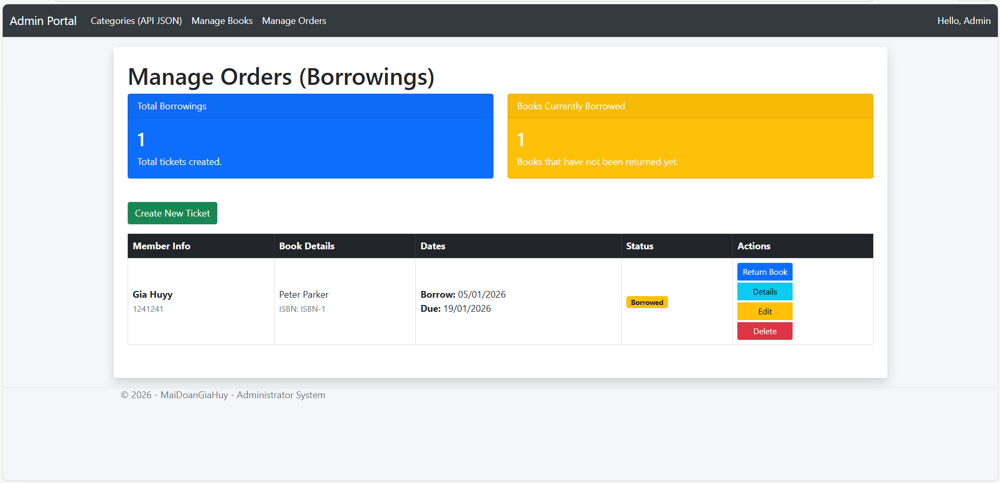 Admin Portal Categories (API JSON) Manage Books Manage Orders Hello, Admin
Manage Orders (Borrowings)
Total Borrowings
1
Total tickets created.
Books Currently Borrowed
1
Books that have not been returned yet.
Create New Ticket
Member Info Book Details Dates Status Actions
Gia Huyy
1241241
Peter Parker
ISBN: ISBN-1
Borrow: 05/01/2026
Due: 19/01/2026
Borrowed
Return Book
Details
Edit
Delete
© 2026 - MaiDoanGiaHuy - Administrator System